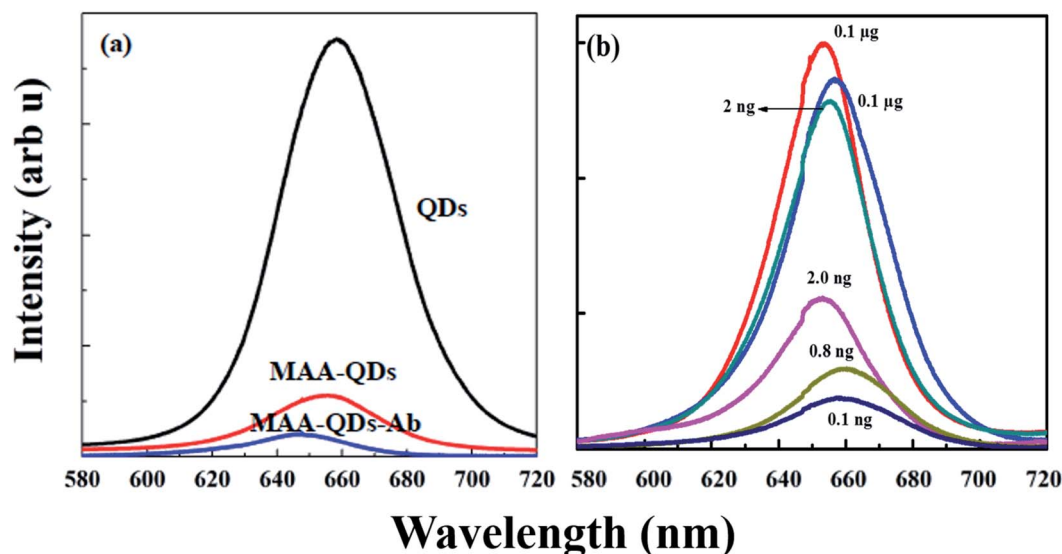 (a)
QDs
MAA-QDs
MAA-QDs-Ab
580 600 620 640 660 680 700 720
(b)
0.1 µg
0.1 µg
2 ng
2.0 ng
0.8 ng
0.1 ng
580 600 620 640 660 680 700 720
Intensity (arb u)
Wavelength (nm)